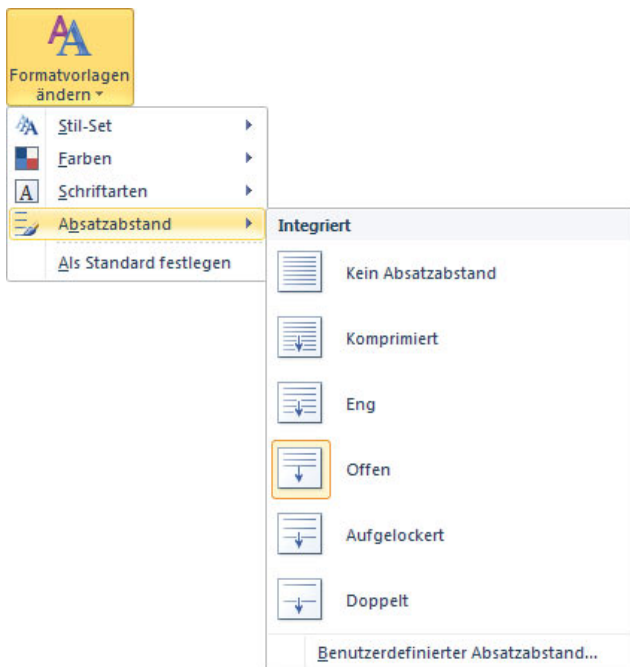 Formatvorlagen
ändern
Stil-Set
Farben
Schriftarten
Absatzabstand
Als Standard festlegen
Integriert
Kein Absatzabstand
Komprimiert
Eng
Offen
Aufgelockert
Doppelt
Benutzerdefinierter Absatzabstand...